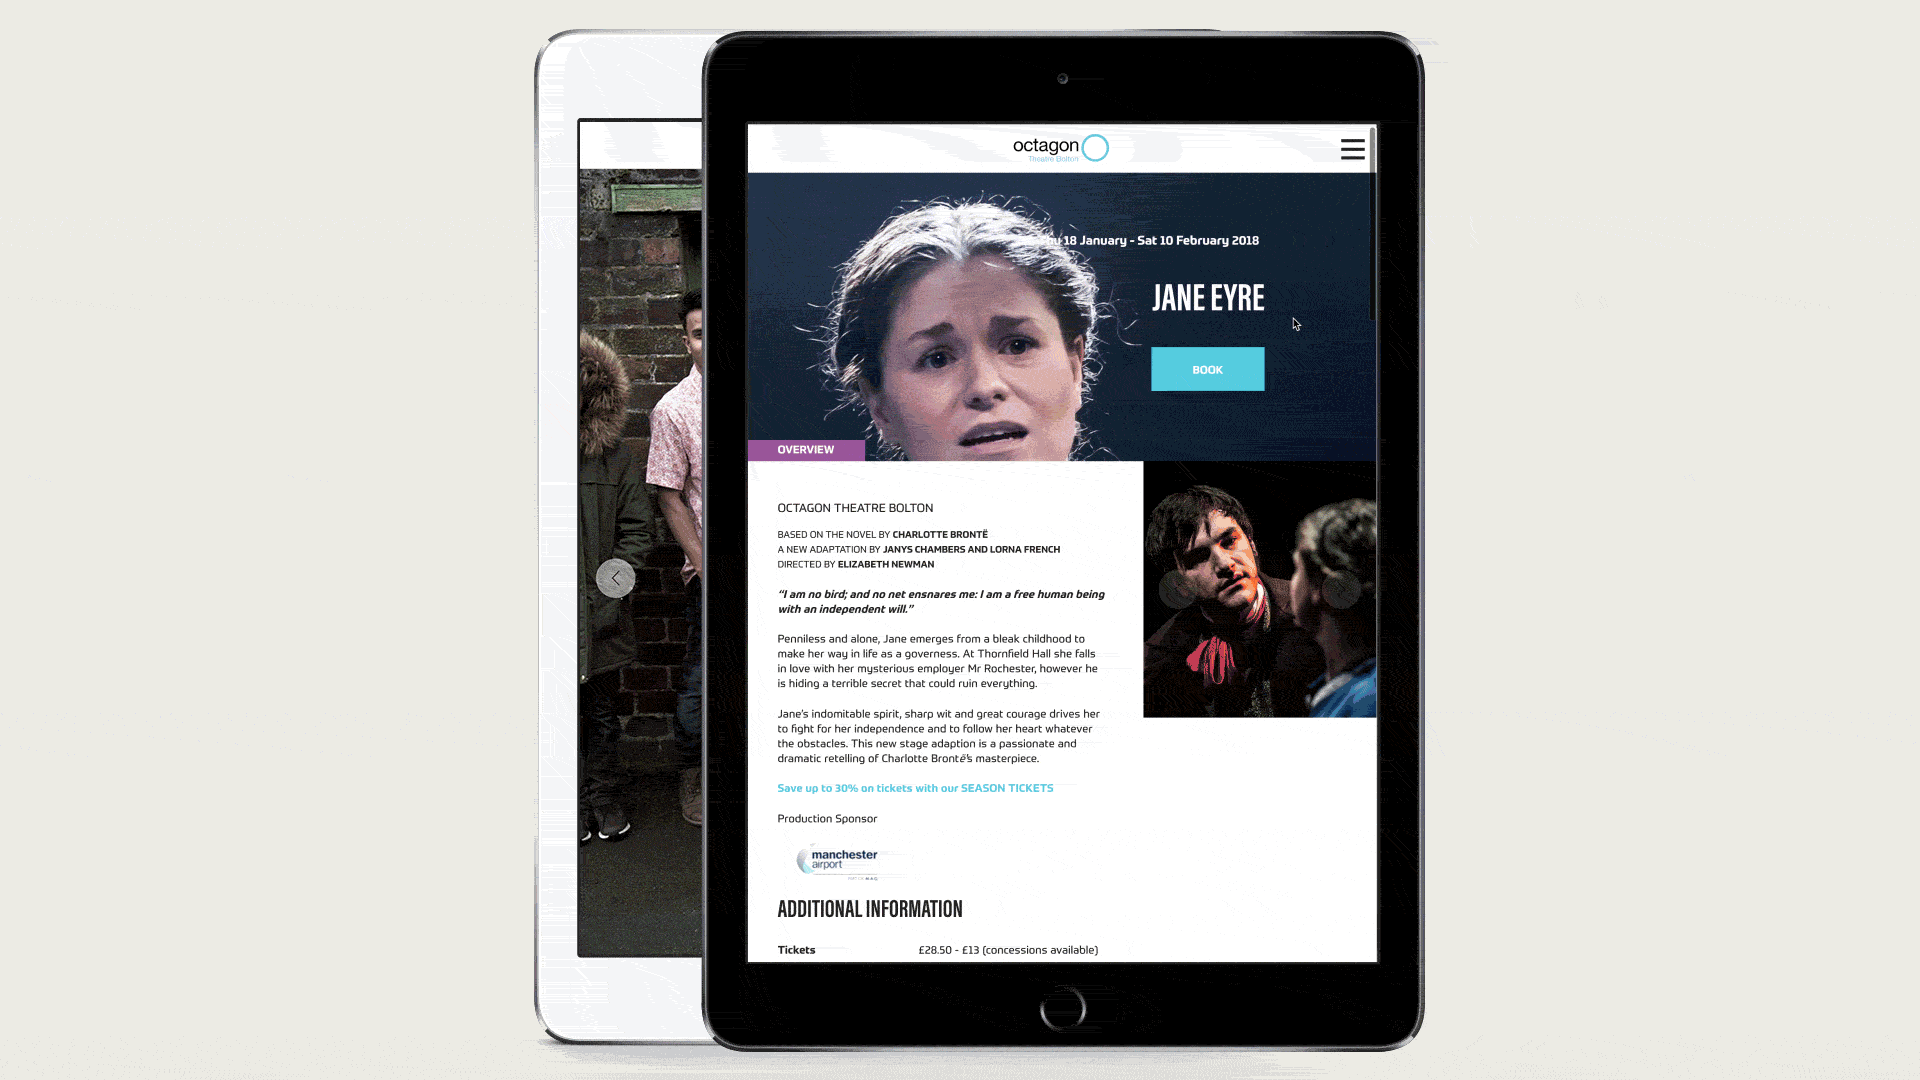 octagon
Theatre Bolton
Thu 18 January - Sat 10 February 2018
JANE EYRE
BOOK
OVERVIEW
OCTAGON THEATRE BOLTON
BASED ON THE NOVEL BY CHARLOTTE BRONTË
A NEW ADAPTATION BY JANYS CHAMBERS AND LORNA FRENCH
DIRECTED BY ELIZABETH NEWMAN
“I am no bird; and no net ensnares me: I am a free human being
with an independent will.”
Penniless and alone, Jane emerges from a bleak childhood to
make her way in life as a governess. At Thornfield Hall she falls
in love with her mysterious employer Mr Rochester, however he
is hiding a terrible secret that could ruin everything.
Jane’s indomitable spirit, sharp wit and great courage drives her
to fight for her independence and to follow her heart whatever
the obstacles. This new stage adaption is a passionate and
dramatic retelling of Charlotte Brontë’s masterpiece.
Save up to 30% on tickets with our SEASON TICKETS
Production Sponsor
manchester
airport
ADDITIONAL INFORMATION
Tickets £28.50 - £13 (concessions available)